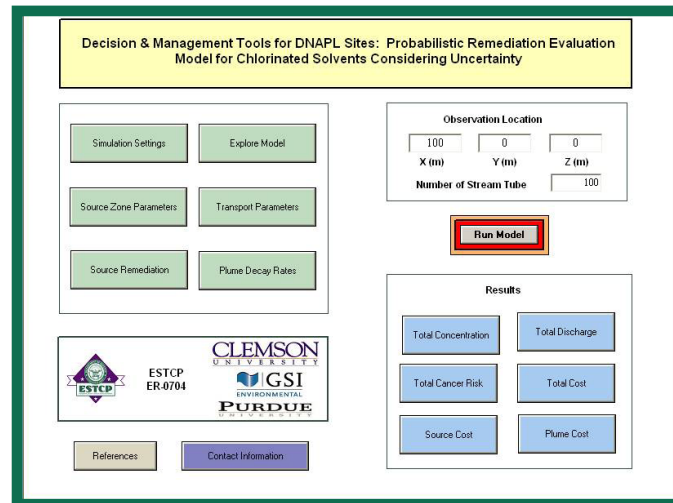 Decision & Management Tools for DNAPL Sites: Probabilistic Remediation Evaluation
Model for Chlorinated Solvents Considering Uncertainty
Simulation Settings
Explore Model
Source Zone Parameters
Transport Parameters
Source Remediation
Plume Decay Rates
ESTCP
ESTCP
ER-0704
CLEMSON
UNIVERSITY
GSI
ENVIRONMENTAL
PURDUE
UNIVERSITY
References
Contact Information
Observation Location
100 0 0
X (m) Y (m) Z (m)
Number of Stream Tube 100
Run Model
Results
Total Concentration
Total Discharge
Total Cancer Risk
Total Cost
Source Cost
Plume Cost